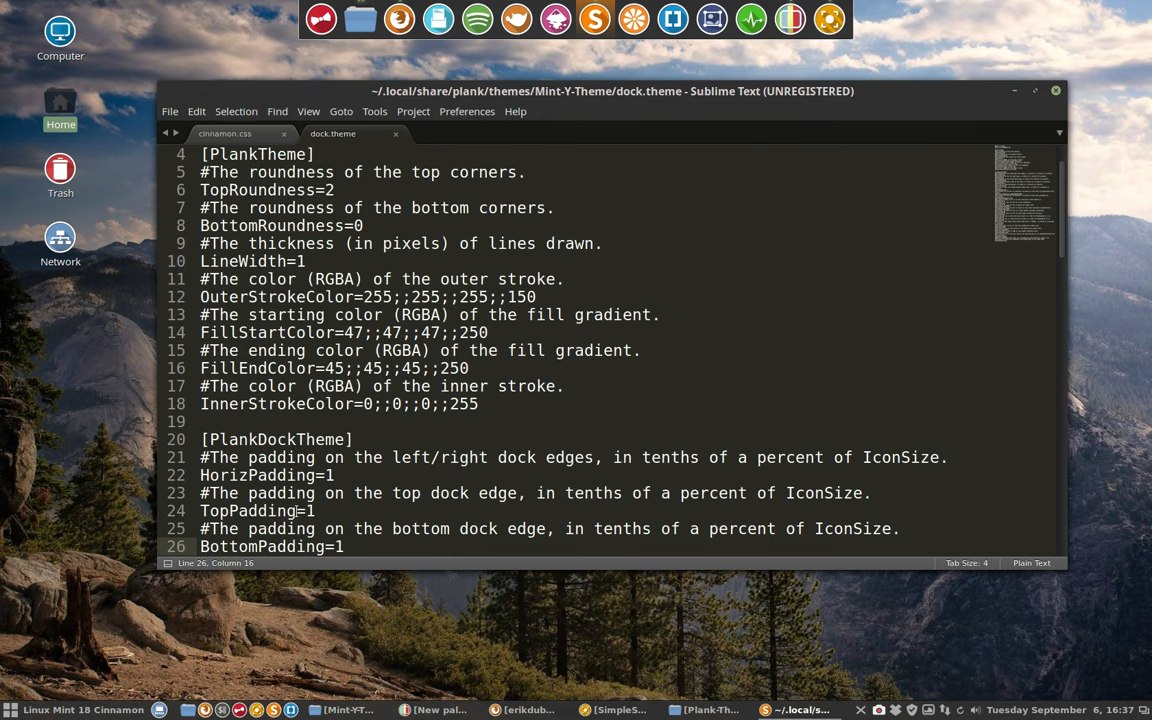 Computer
Home
Trash
Network
~/.local/share/plank/themes/Mint-Y-Theme/dock.theme - Sublime Text (UNREGISTERED)
File Edit Selection Find View Goto Tools Project Preferences Help
cinnamon.css dock.theme
4 [PlankTheme]
5 #The roundness of the top corners.
6 TopRoundness=2
7 #The roundness of the bottom corners.
8 BottomRoundness=0
9 #The thickness (in pixels) of lines drawn.
10 LineWidth=1
11 #The color (RGBA) of the outer stroke.
12 OuterStrokeColor=255;;255;;255;;150
13 #The starting color (RGBA) of the fill gradient.
14 FillStartColor=47;;47;;47;;250
15 #The ending color (RGBA) of the fill gradient.
16 FillEndColor=45;;45;;45;;250
17 #The color (RGBA) of the inner stroke.
18 InnerStrokeColor=0;;0;;0;;255
19
20 [PlankDockTheme]
21 #The padding on the left/right dock edges, in tenths of a percent of IconSize.
22 HorizPadding=1
23 #The padding on the top dock edge, in tenths of a percent of IconSize.
24 TopPadding=1
25 #The padding on the bottom dock edge, in tenths of a percent of IconSize.
26 BottomPadding=1
Line 26, Column 16 Tab Size: 4 Plain Text
Linux Mint 18 Cinnamon [Mint-Y-T... [New pal... [erikdub... [SimpleS... [Plank-Th... ~/.local/s... Tuesday September 6, 16:37